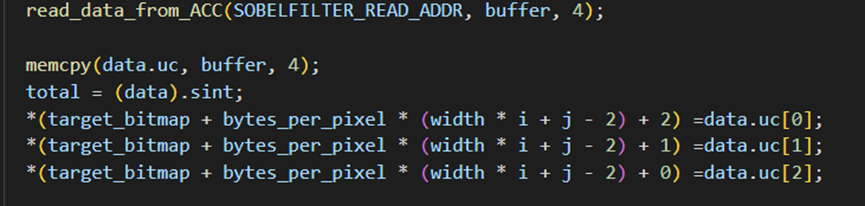 read_data_from_ACC(SOBELFILTER_READ_ADDR, buffer, 4);
memcpy(data.uc, buffer, 4);
total = (data).sint;
*(target_bitmap + bytes_per_pixel * (width * i + j - 2) + 2) =data.uc[0];
*(target_bitmap + bytes_per_pixel * (width * i + j - 2) + 1) =data.uc[1];
*(target_bitmap + bytes_per_pixel * (width * i + j - 2) + 0) =data.uc[2];